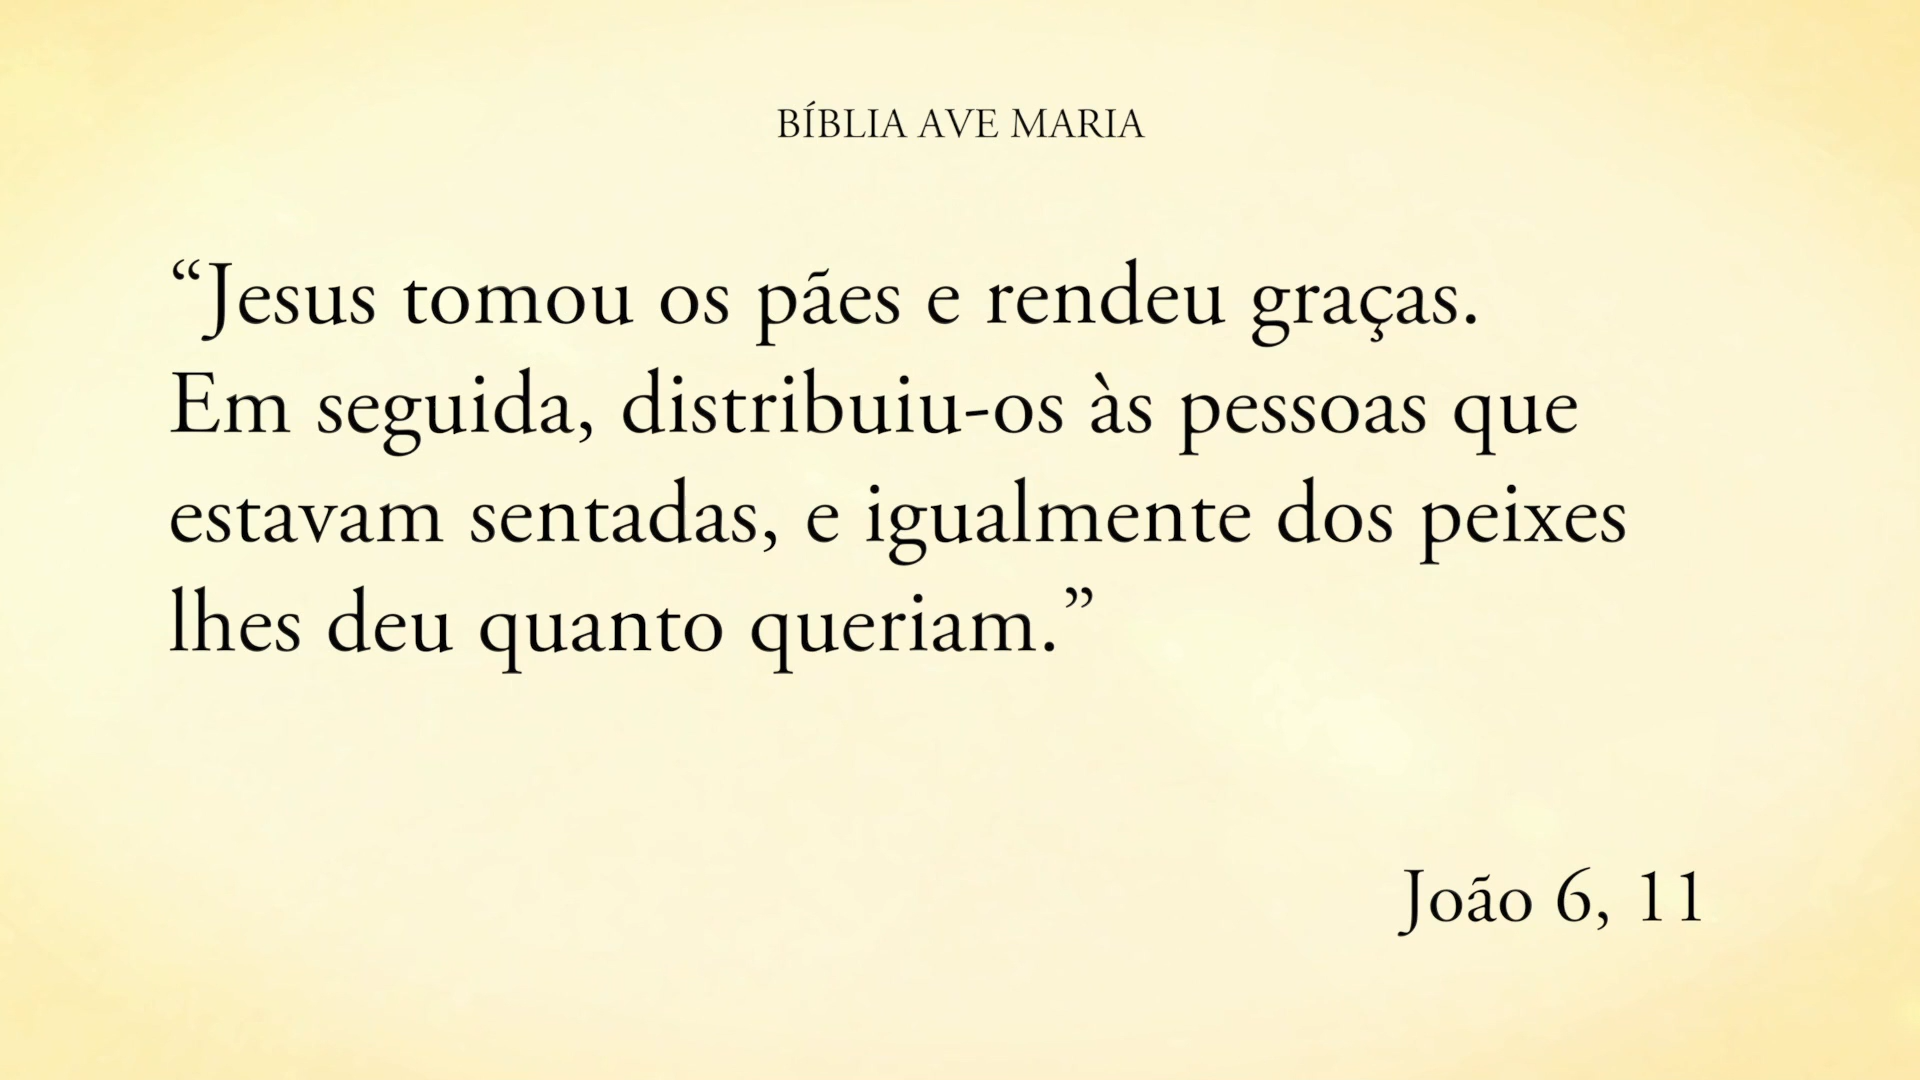 BÍBLIA AVE MARIA
“Jesus tomou os pães e rendeu graças.
Em seguida, distribuiu-os às pessoas que
estavam sentadas, e igualmente dos peixes
lhes deu quanto queriam.”
João 6, 11